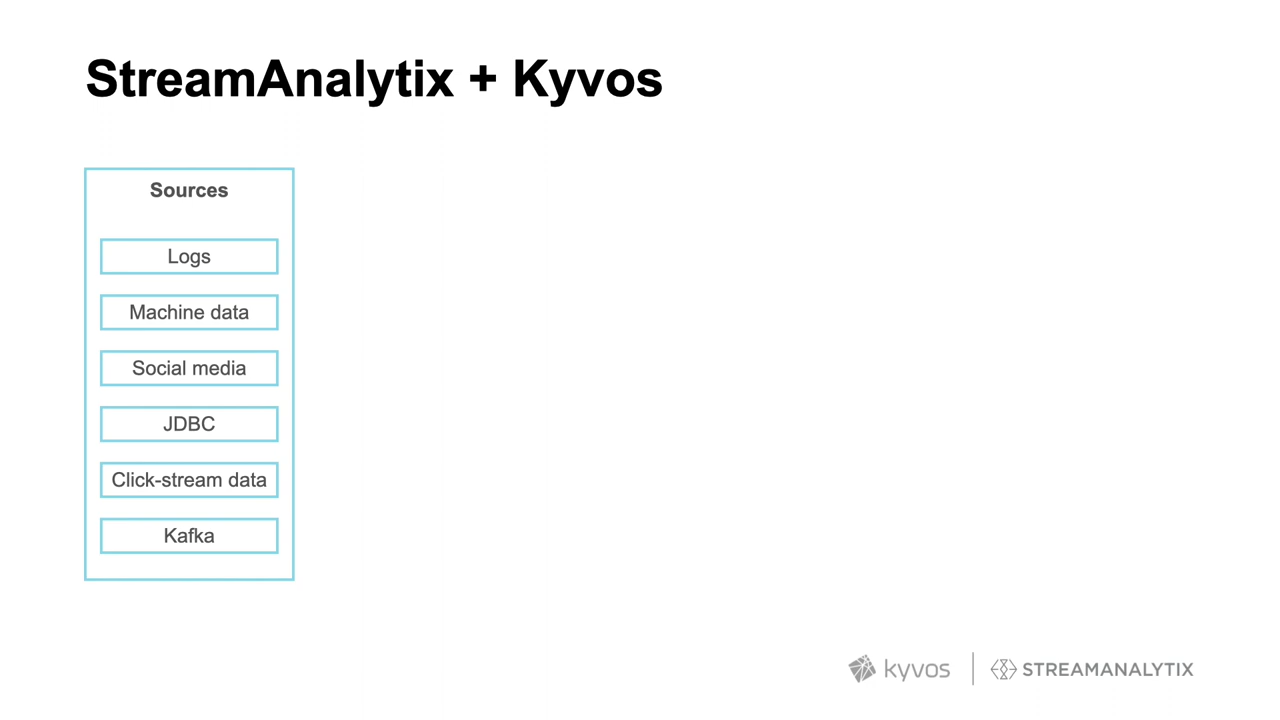 StreamAnalytix + Kyvos
Sources
Logs
Machine data
Social media
JDBC
Click-stream data
Kafka
kyvos
STREAMANALYTIX